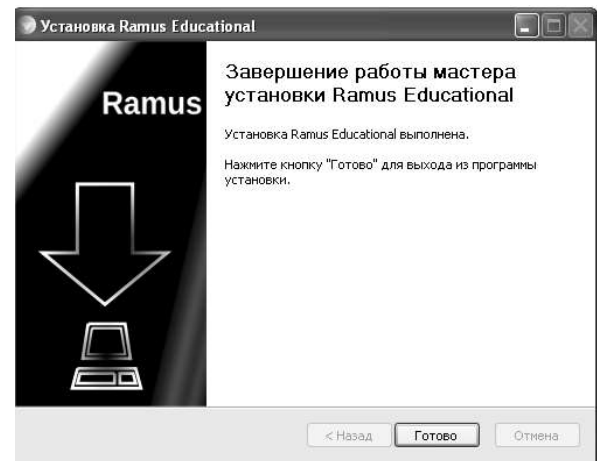 Установка Ramus Educational
Ramus
Завершение работы мастера
установки Ramus Educational
Установка Ramus Educational выполнена.
Нажмите кнопку "Готово" для выхода из программы
установки.
< Назад
Готово
Отмена